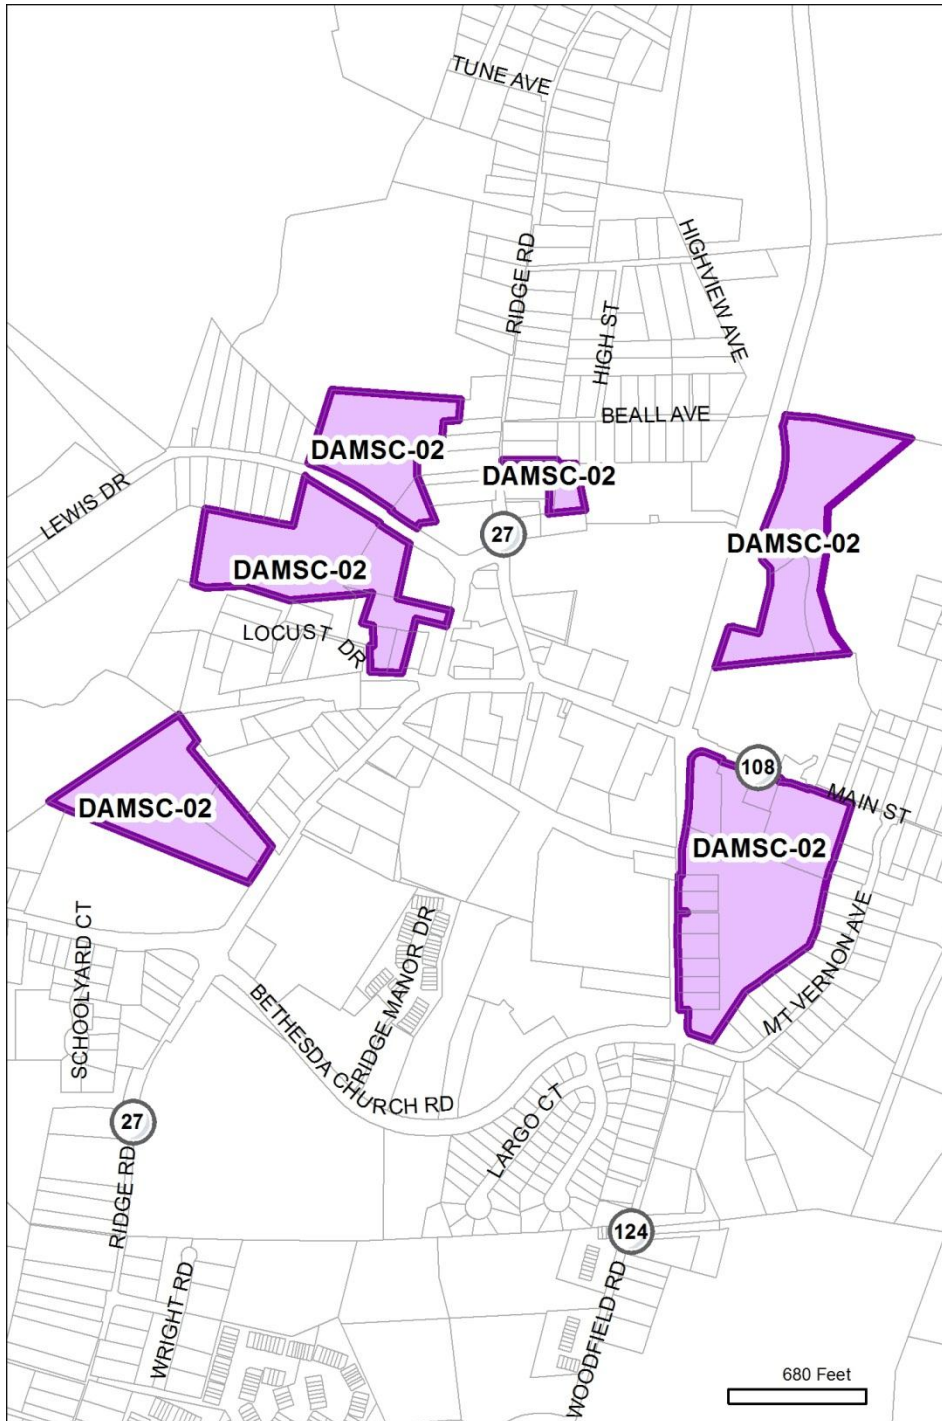 TUNE AVE
RIDGE RD
HIGHVIEW AVE
HIGH ST
BEALL AVE
DAMSC-02
DAMSC-02
LEWIS DR
27
DAMSC-02
DAMSC-02
LOCUST DR
108
MAIN ST
DAMSC-02
DAMSC-02
SCHOOLYARD CT
RIDGE MANOR DR
MT VERNON AVE
BETHESDA CHURCH RD
LARGO CT
27
RIDGE RD
124
WRIGHT RD
WOODFIELD RD
680 Feet